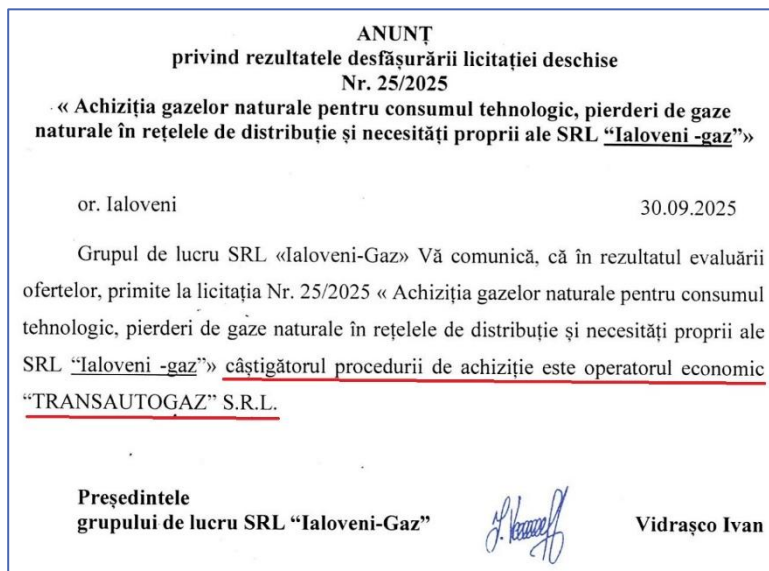 ANUNȚ
privind rezultatele desfășurării licitației deschise
Nr. 25/2025
« Achiziția gazelor naturale pentru consumul tehnologic, pierderi de gaze
naturale în rețelele de distribuție și necesități proprii ale SRL “Ialoveni -gaz”»
or. Ialoveni 30.09.2025
Grupul de lucru SRL «Ialoveni-Gaz» Vă comunică, că în rezultatul evaluării
ofertelor, primite la licitația Nr. 25/2025 « Achiziția gazelor naturale pentru consumul
tehnologic, pierderi de gaze naturale în rețelele de distribuție și necesități proprii ale
SRL “Ialoveni -gaz”» câștigătorul procedurii de achiziție este operatorul economic
“TRANSAUTOGAZ” S.R.L.
Președintele
grupului de lucru SRL “Ialoveni-Gaz” Vidrașco Ivan